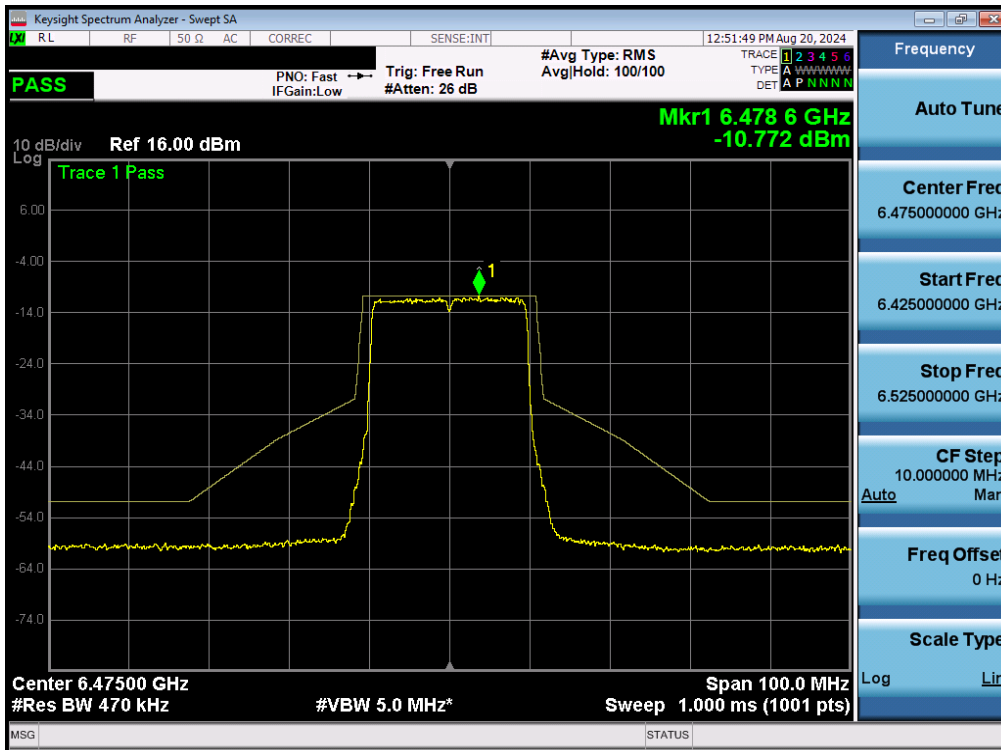 Keysight Spectrum Analyzer - Swept SA
LXI RL RF 50 Ω AC CORREC SENSE:INT 12:51:49 PM Aug 20, 2024
PASS
PNO: Fast
IFGain:Low
Trig: Free Run
#Atten: 26 dB
#Avg Type: RMS
Avg|Hold: 100/100
TRACE 1 2 3 4 5 6
TYPE A WWWWW
DET A P N N N N
Mkr1 6.478 6 GHz
-10.772 dBm
10 dB/div Ref 16.00 dBm
Log
Trace 1 Pass
1
6.00
-4.00
-14.0
-24.0
-34.0
-44.0
-54.0
-64.0
-74.0
Center 6.47500 GHz Span 100.0 MHz
#Res BW 470 kHz #VBW 5.0 MHz* Sweep 1.000 ms (1001 pts)
MSG STATUS
Frequency
Auto Tune
Center Freq
6.475000000 GHz
Start Freq
6.425000000 GHz
Stop Freq
6.525000000 GHz
CF Step
10.000000 MHz
Auto Man
Freq Offset
0 Hz
Scale Type
Log Lin